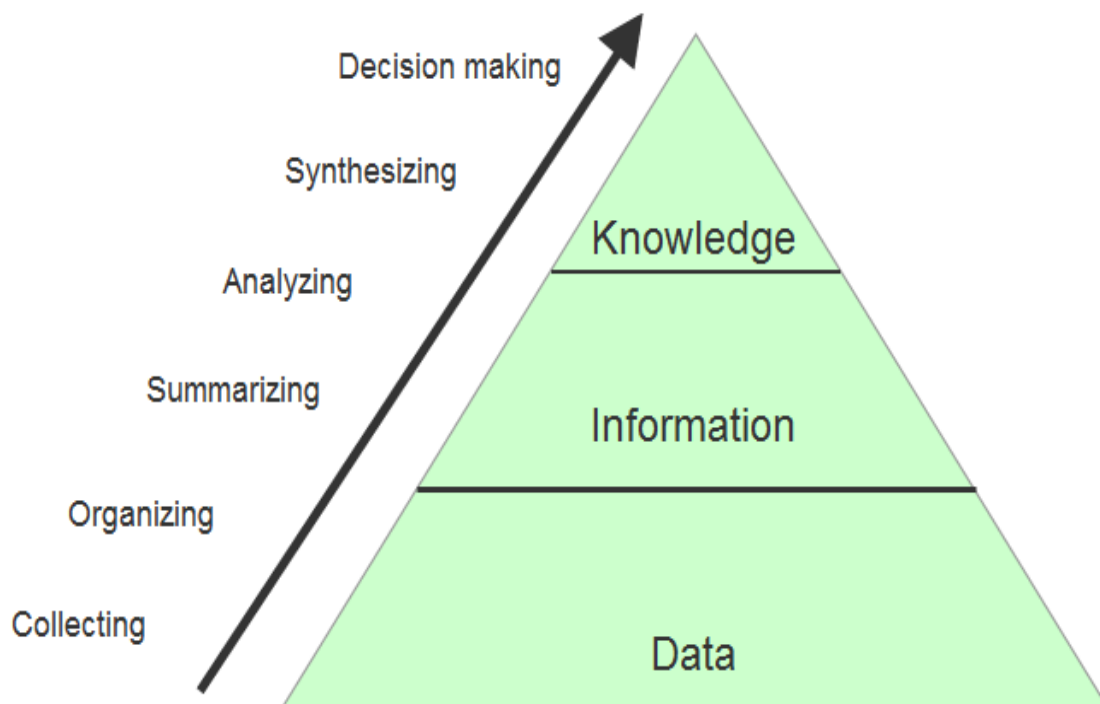 Decision making
Synthesizing
Knowledge
Analyzing
Summarizing
Information
Organizing
Collecting
Data